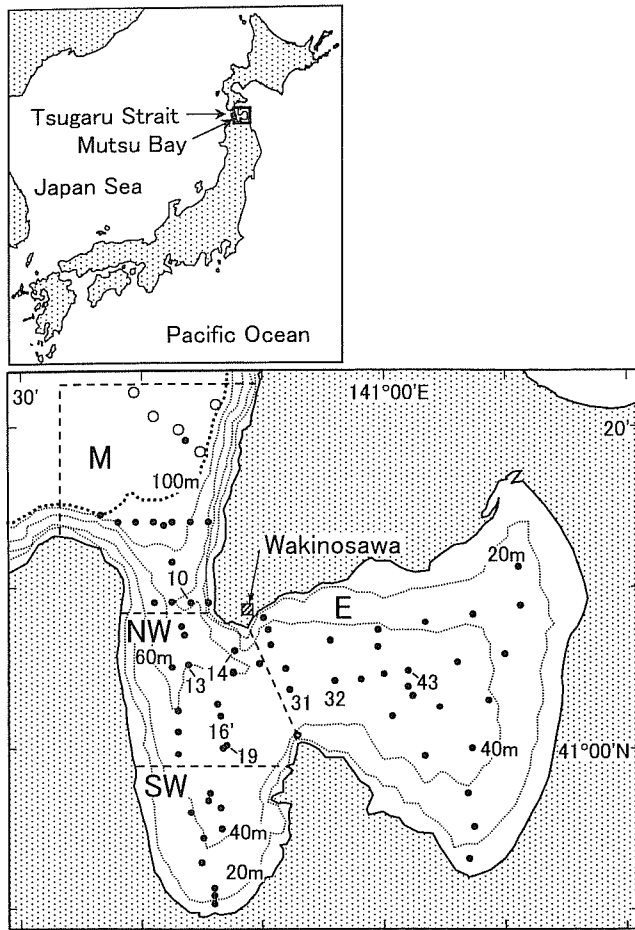 Tsugaru Strait
Mutsu Bay
Japan Sea
Pacific Ocean
30'
141°00'E
20'
M
100m
Wakinosawa
10
20m
E
NW
60m
13
14
31
32
43
16'
19
41°00'N
SW
40m
40m
20m